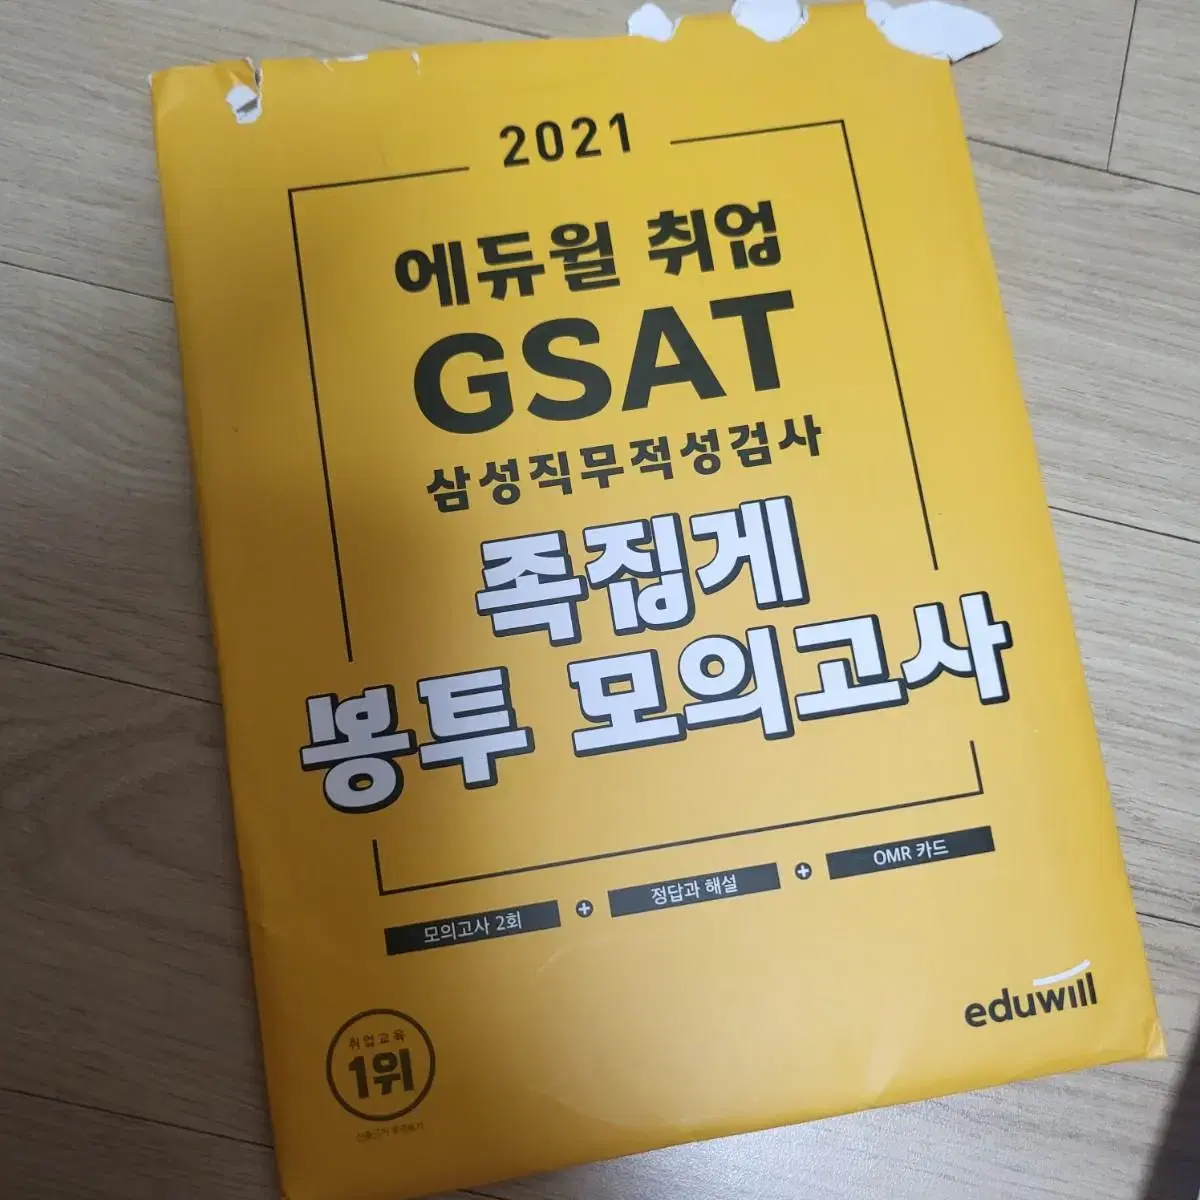 2021
에듀윌 취업
GSAT
삼성직무적성검사
족집게
봉투 모의고사
모의고사 2회 + 정답과 해설 + OMR 카드
eduwill
취업교육
1위